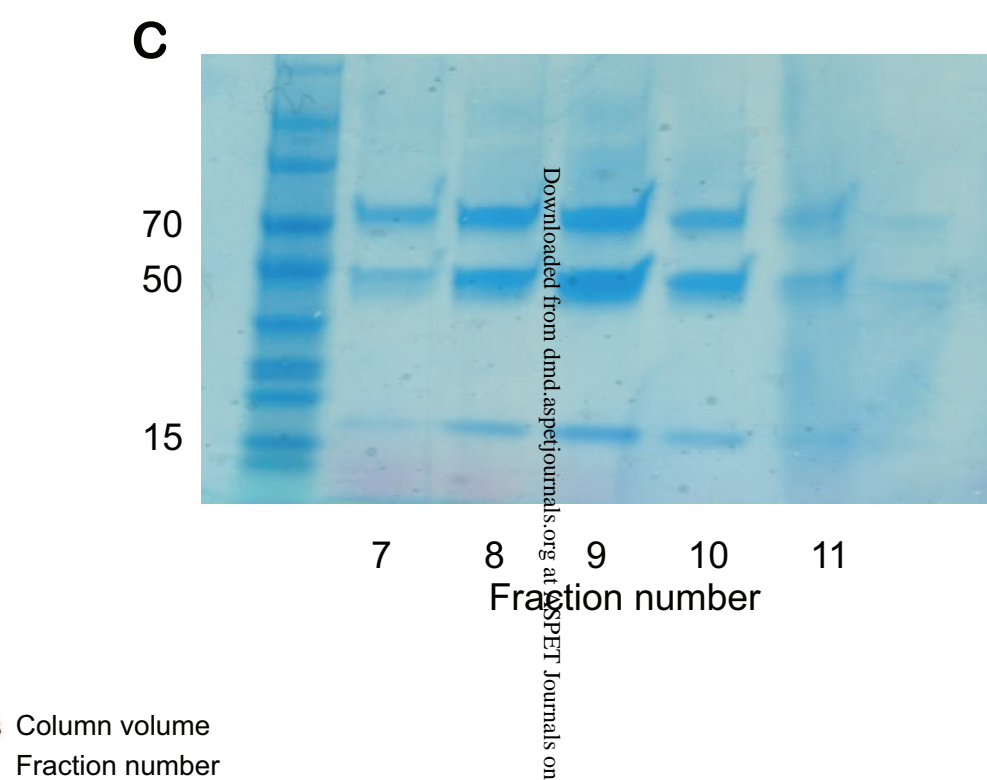 C
70
50
15
7 8 9 10 11
Fraction number
Column volume
Fraction number
Downloaded from dmd.aspetjournals.org at ASPET Journals on